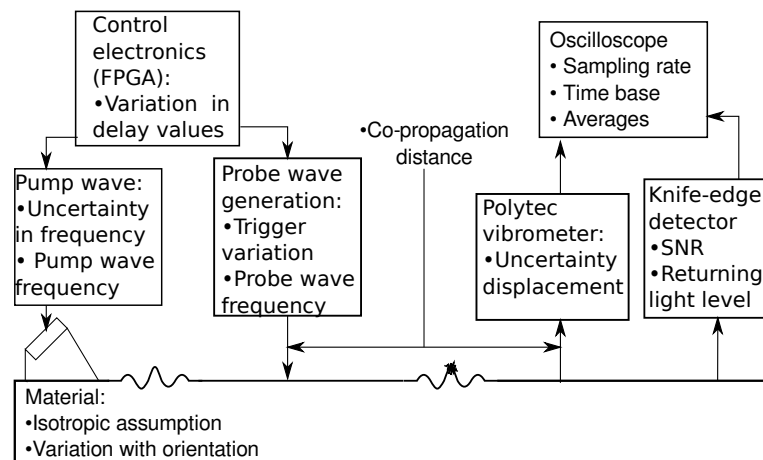 Control
electronics
(FPGA):
•Variation in
delay values
Oscilloscope
• Sampling rate
• Time base
• Averages
•Co-propagation
distance
Pump wave:
•Uncertainty
in frequency
• Pump wave
frequency
Probe wave
generation:
•Trigger
variation
•Probe wave
frequency
Polytec
vibrometer:
•Uncertainty
displacement
Knife-edge
detector
•SNR
•Returning
light level
Material:
•Isotropic assumption
•Variation with orientation